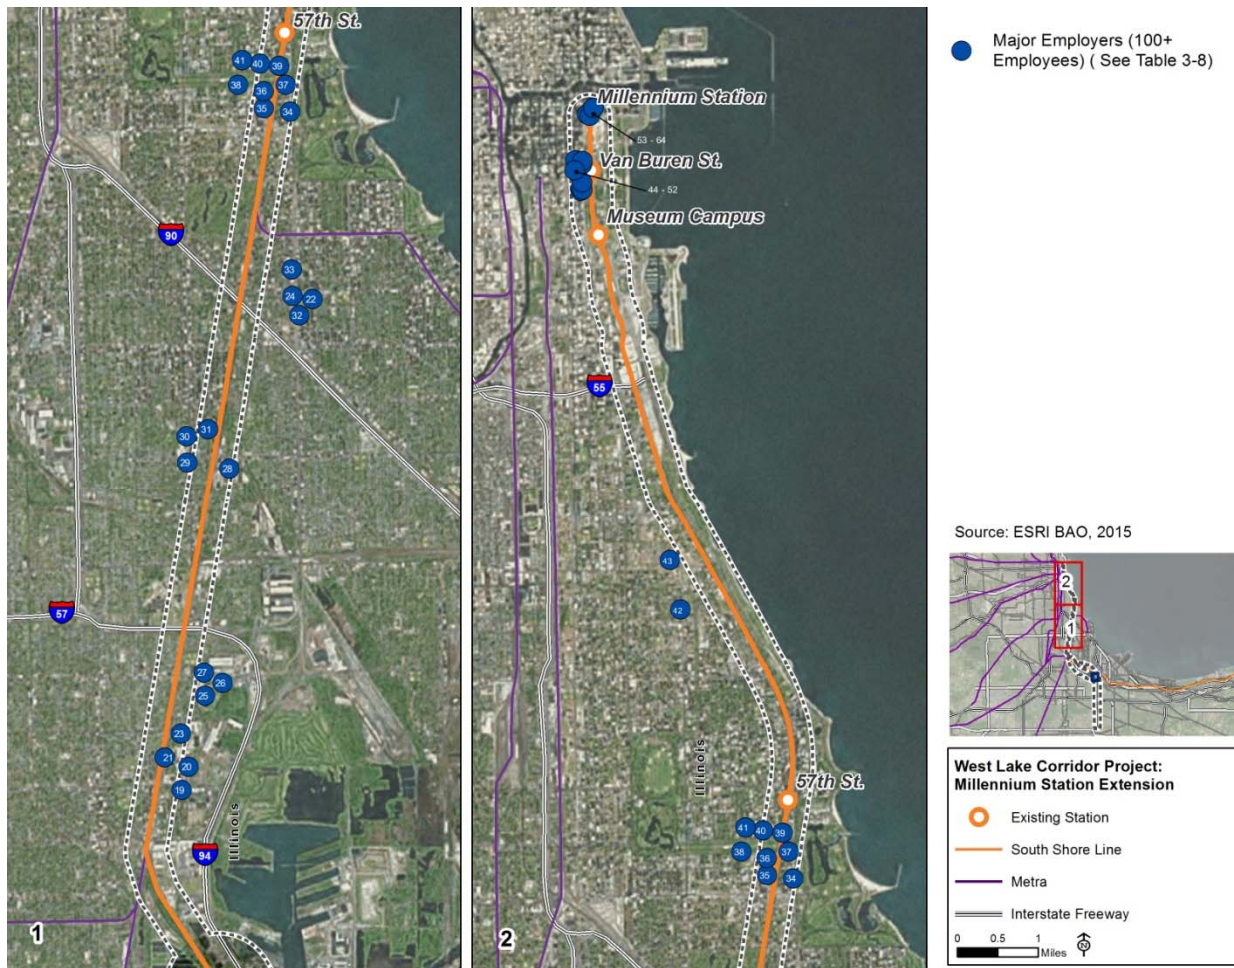 57th St.
41
40
39
38
36
37
35
34
90
33
24
22
32
30
31
29
28
57
27
26
25
23
21
20
19
94
Illinois
1
Millennium Station
53 - 64
Van Buren St.
44 - 52
Museum Campus
55
43
42
Illinois
57th St.
41
40
39
38
36
37
35
34
2
Major Employers (100+
Employees) ( See Table 3-8)
Source: ESRI BAO, 2015
2
1
West Lake Corridor Project:
Millennium Station Extension
Existing Station
South Shore Line
Metra
Interstate Freeway
0 0.5 1
Miles
N